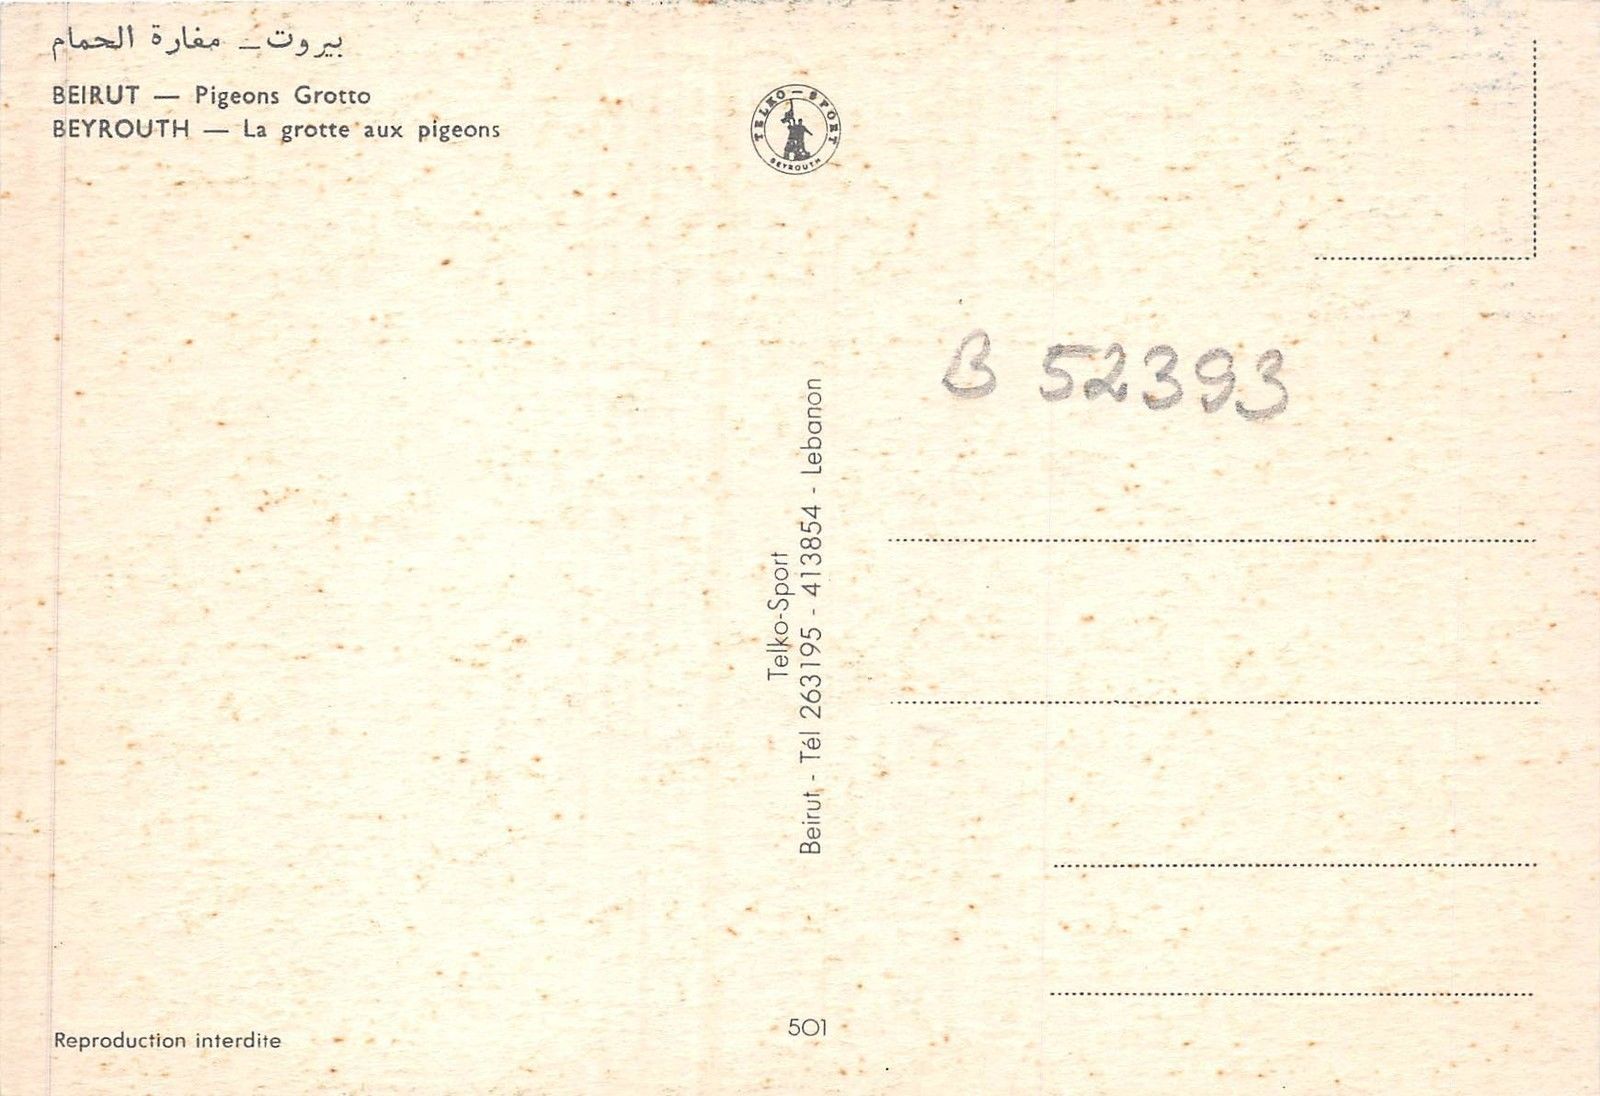 بيروت ـ مغارة الحمام
BEIRUT — Pigeons Grotto
BEYROUTH — La grotte aux pigeons
TELKO-SPORT
BEYROUTH
B 52393
Telko-Sport
Beirut - Tél 263195 - 413854 - Lebanon
Reproduction interdite
501